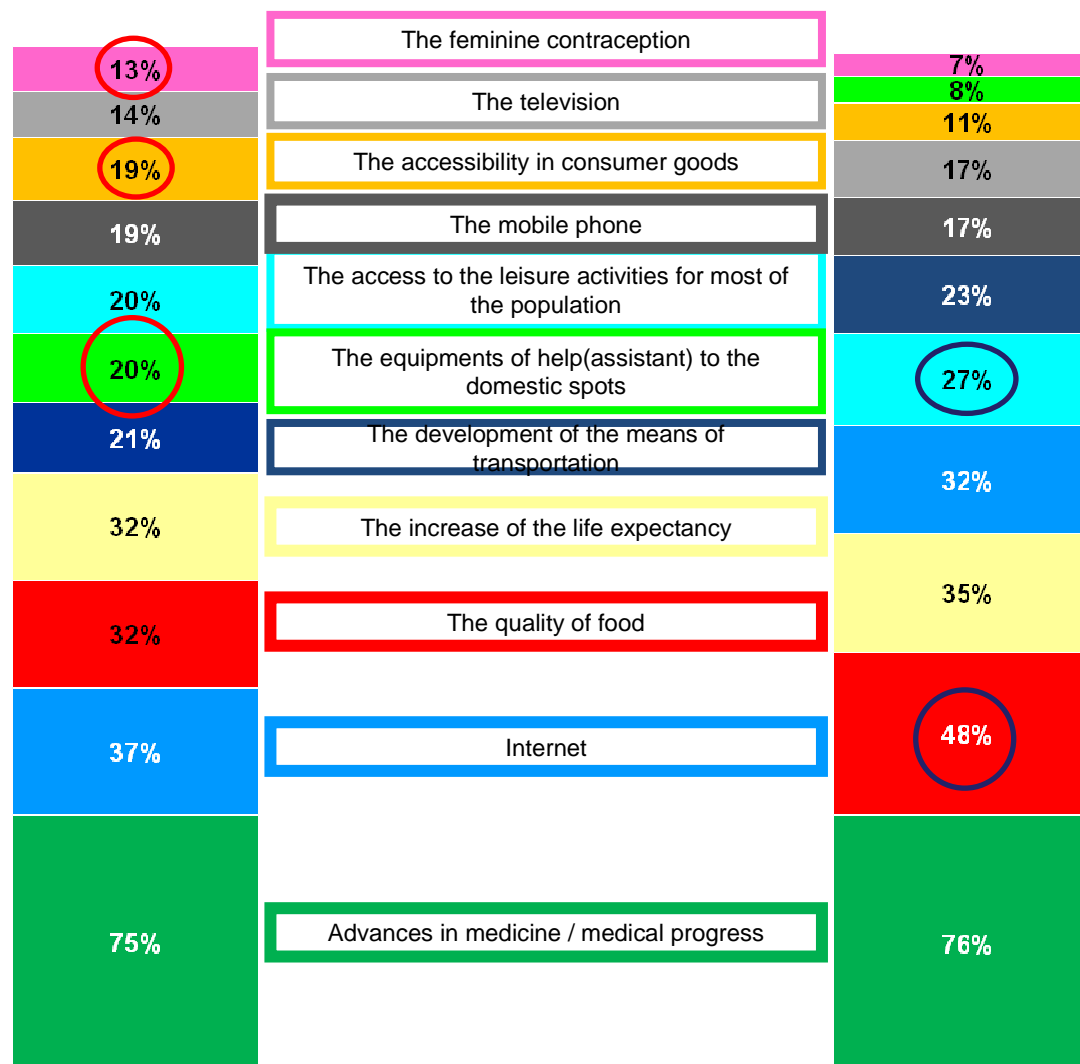 The feminine contraception
13%
7%
8%
The television
14%
11%
The accessibility in consumer goods
19%
17%
The mobile phone
19%
17%
The access to the leisure activities for most of
the population
20%
23%
The equipments of help(assistant) to the
domestic spots
20%
27%
The development of the means of
transportation
21%
32%
The increase of the life expectancy
32%
35%
The quality of food
32%
48%
Internet
37%
Advances in medicine / medical progress
75%
76%